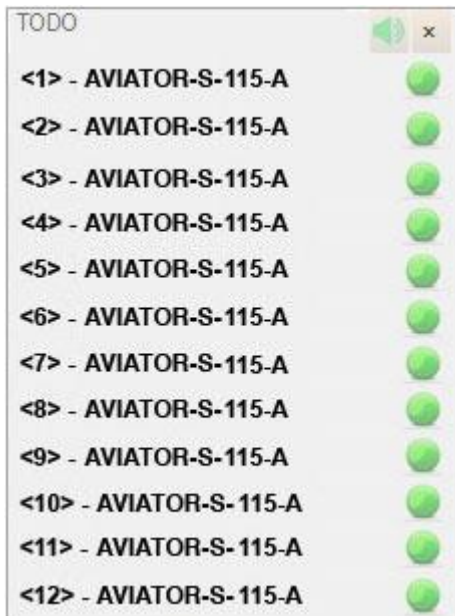 TODO
<1> - AVIATOR-S-115-A
<2> - AVIATOR-S-115-A
<3> - AVIATOR-S-115-A
<4> - AVIATOR-S-115-A
<5> - AVIATOR-S-115-A
<6> - AVIATOR-S-115-A
<7> - AVIATOR-S-115-A
<8> - AVIATOR-S-115-A
<9> - AVIATOR-S-115-A
<10> - AVIATOR-S-115-A
<11> - AVIATOR-S-115-A
<12> - AVIATOR-S-115-A